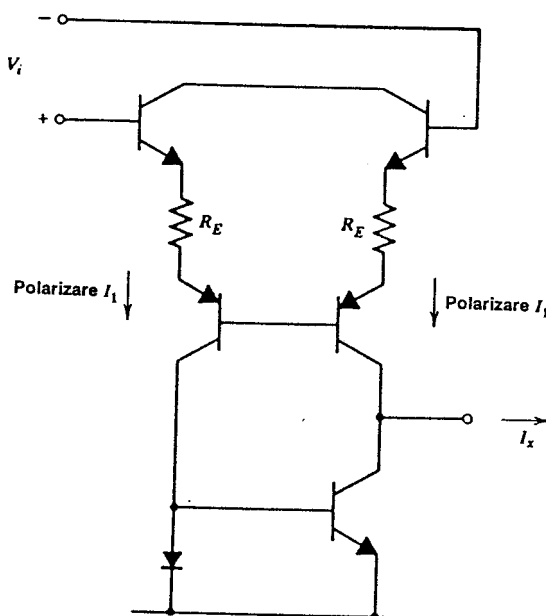 −
V_i
+
R_E
R_E
Polarizare I_1
Polarizare I_1
I_x